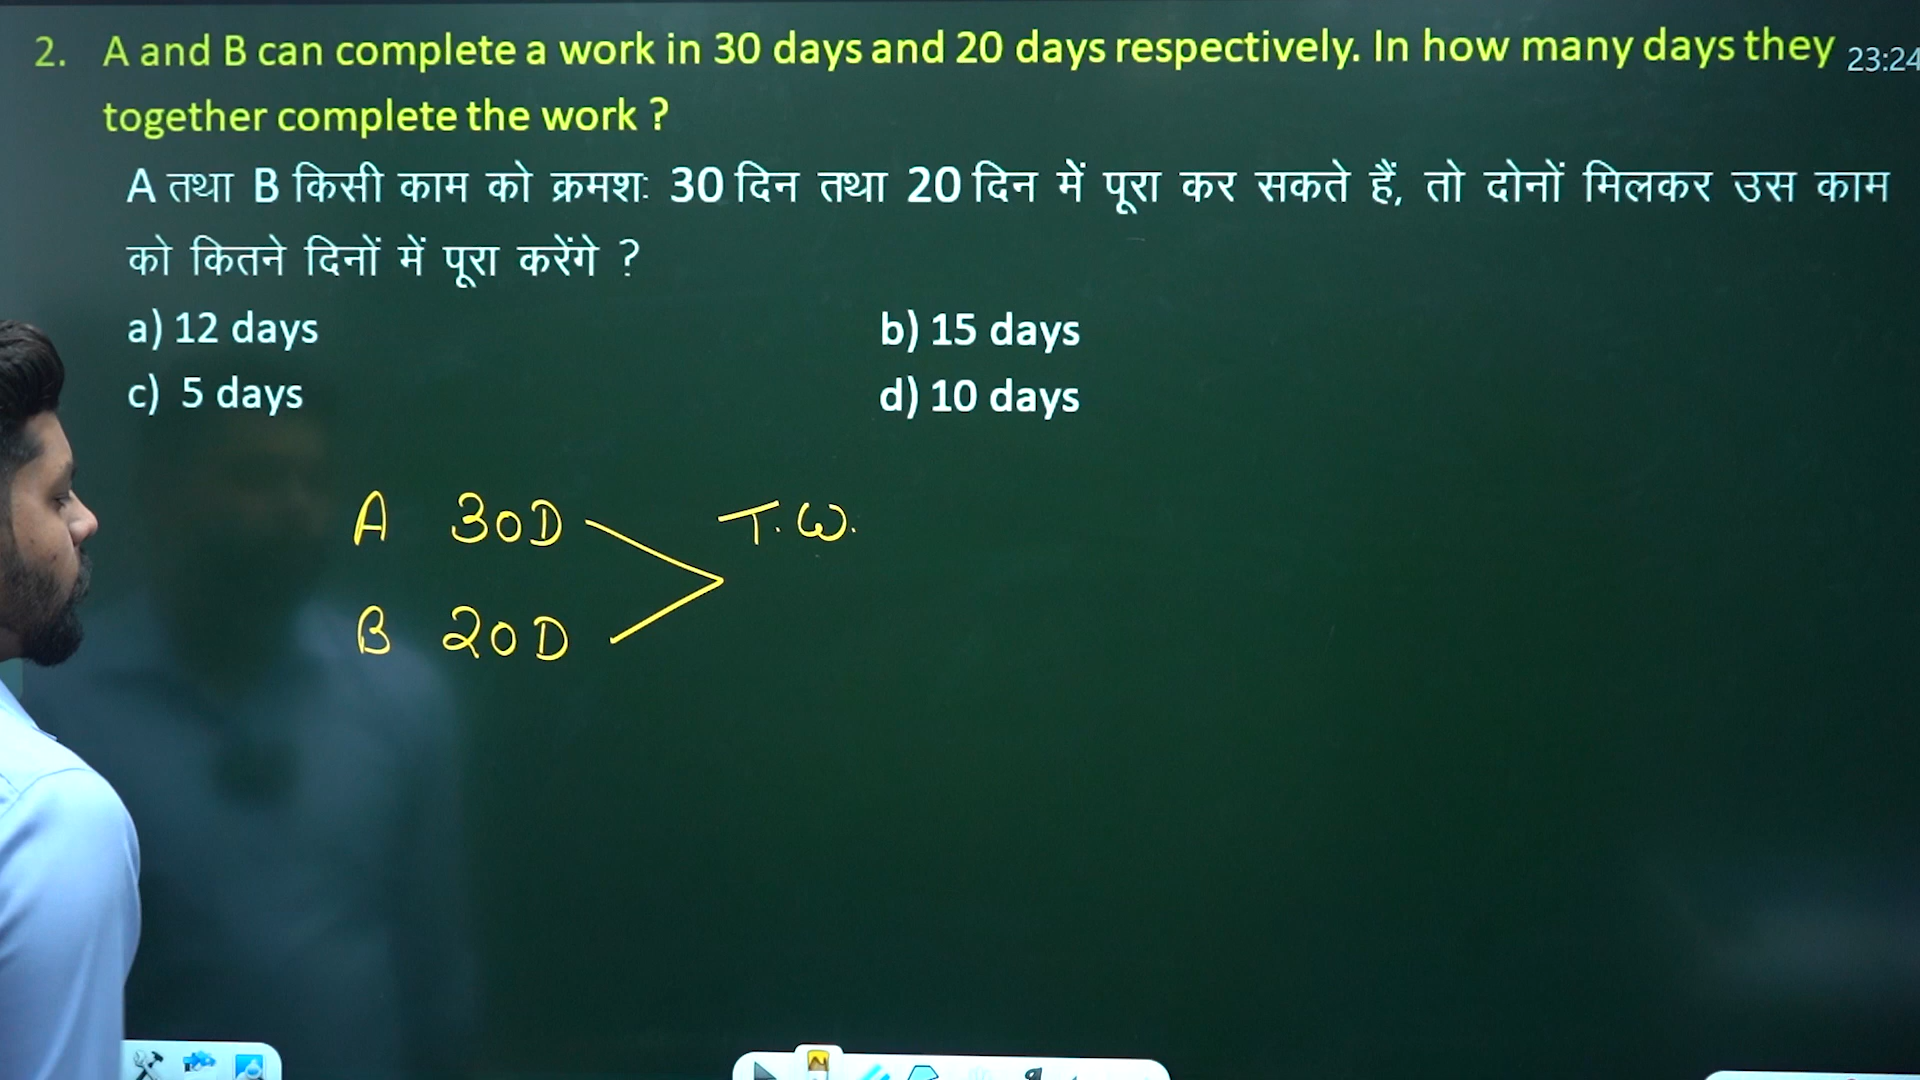 2. A and B can complete a work in 30 days and 20 days respectively. In how many days they
23:24
together complete the work ?
A तथा B किसी काम को क्रमशः 30 दिन तथा 20 दिन में पूरा कर सकते हैं, तो दोनों मिलकर उस काम
को कितने दिनों में पूरा करेंगे ?
a) 12 days b) 15 days
c) 5 days d) 10 days
A 30D T.W.
B 20D